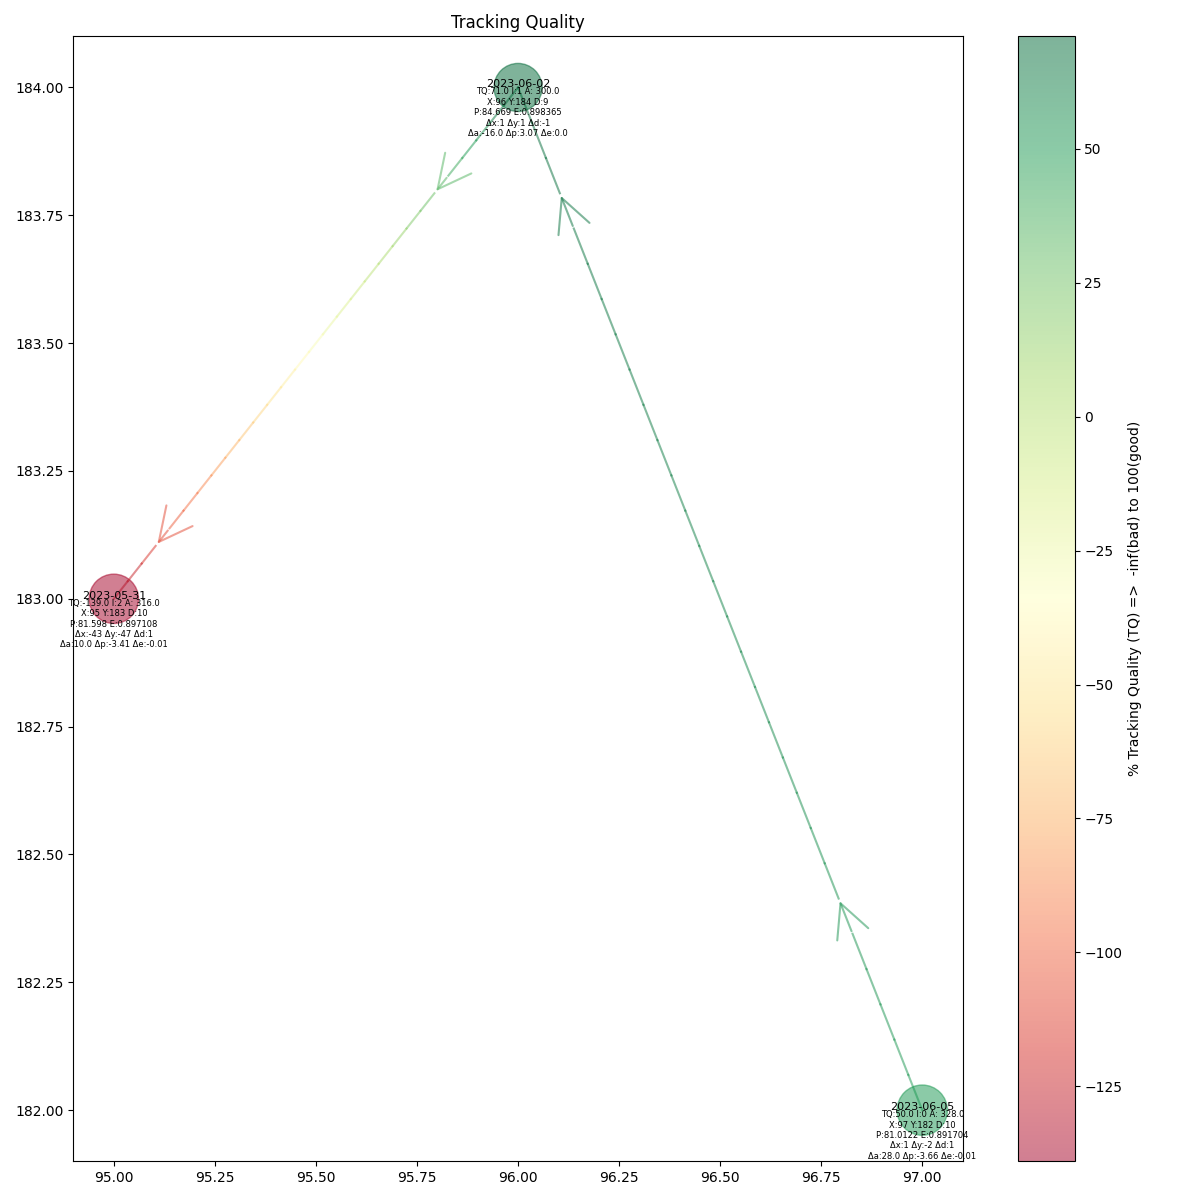 Tracking Quality
184.00
183.75
183.50
183.25
183.00
182.75
182.50
182.25
182.00
95.00
95.25
95.50
95.75
96.00
96.25
96.50
96.75
97.00
2023-06-02
TQ:71.0 I:1 A: 300.0
X:96 Y:184 D:9
P:84.669 E:0.898365
Δx:1 Δy:1 Δd:-1
Δa:-16.0 Δp:3.07 Δe:0.0
2023-05-31
TQ:-139.0 I:2 A: 316.0
X:95 Y:183 D:10
P:81.598 E:0.897108
Δx:-43 Δy:-47 Δd:1
Δa:10.0 Δp:-3.41 Δe:-0.01
2023-06-05
TQ:50.0 I:0 A: 328.0
X:97 Y:182 D:10
P:81.0122 E:0.891704
Δx:1 Δy:-2 Δd:1
Δa:28.0 Δp:-3.66 Δe:-0.01
50
25
0
−25
−50
−75
−100
−125
% Tracking Quality (TQ) => -inf(bad) to 100(good)